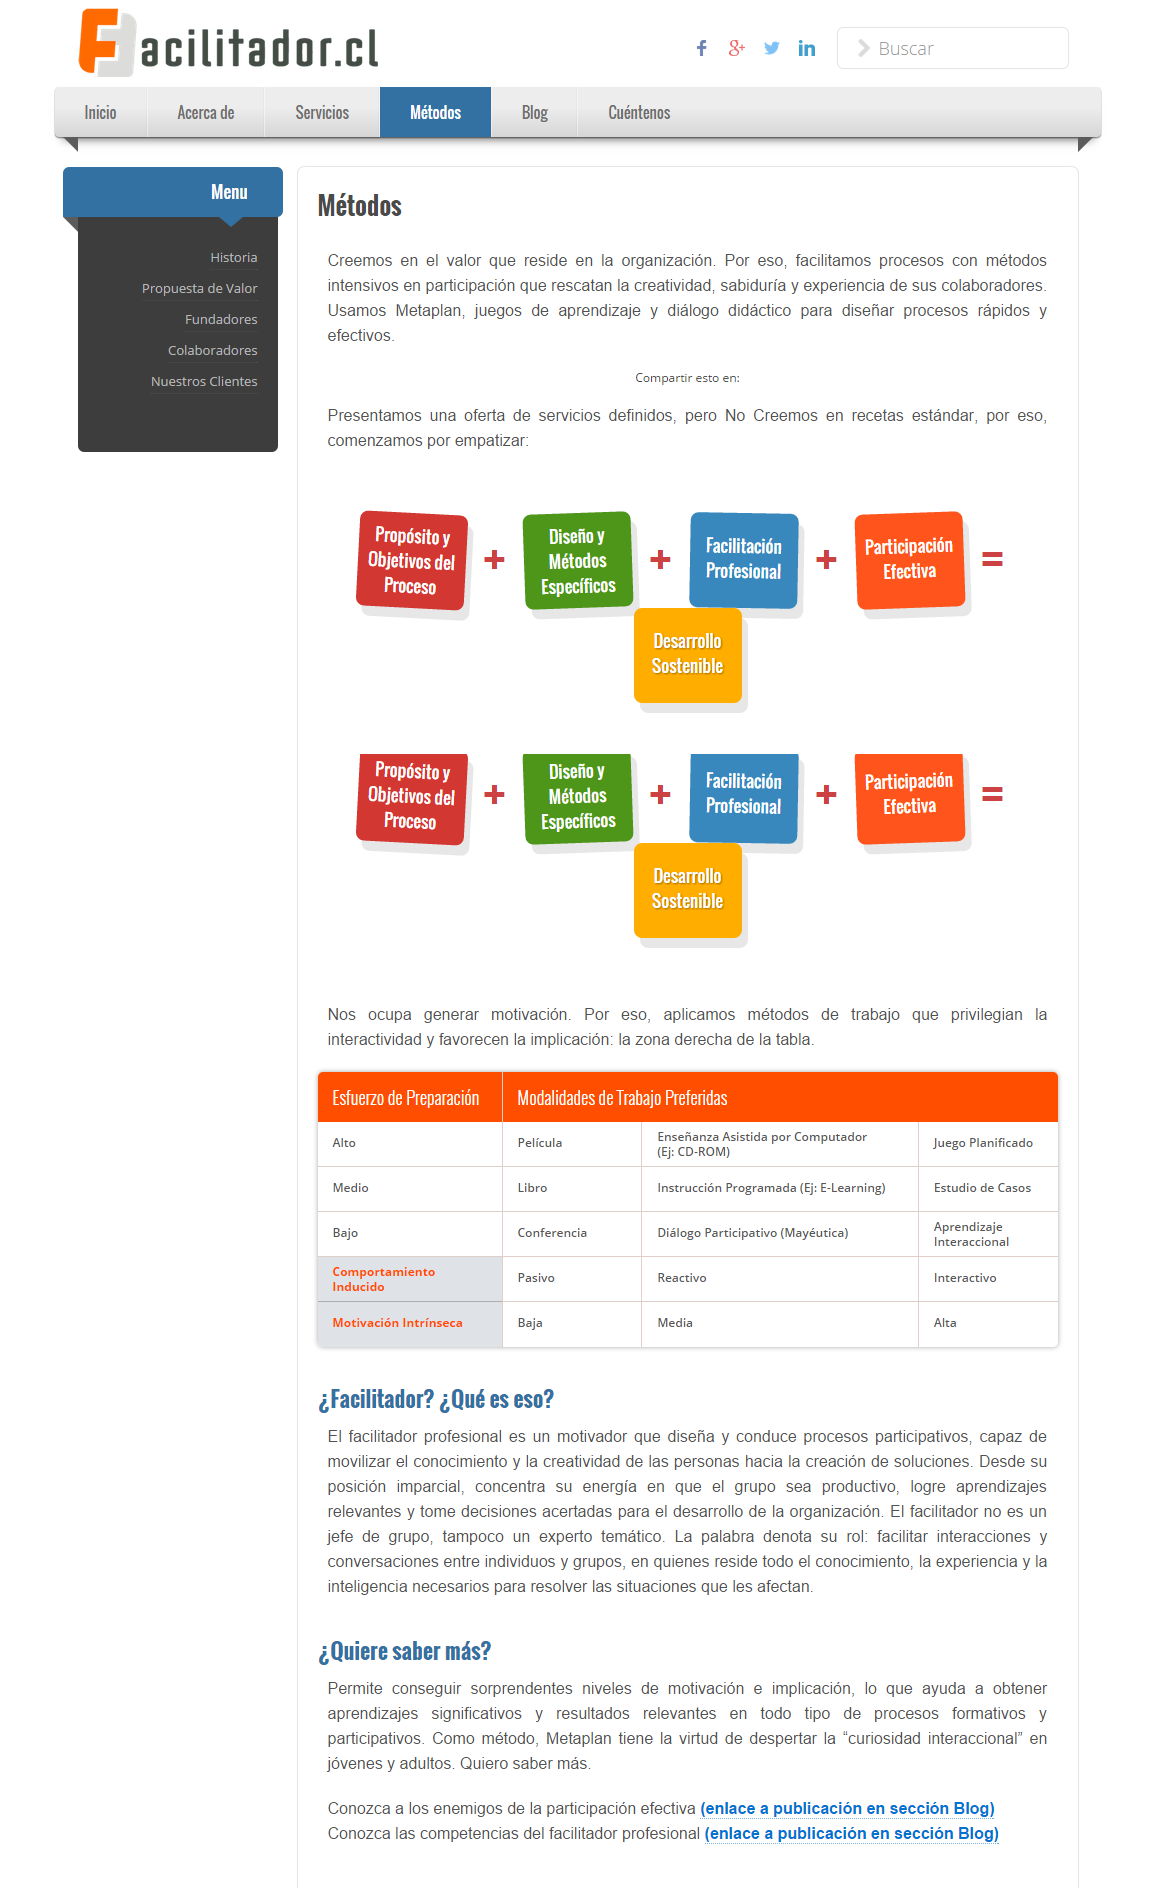 Facilitador.cl
Buscar
Inicio
Acerca de
Servicios
Métodos
Blog
Cuéntenos
Menu
Historia
Propuesta de Valor
Fundadores
Colaboradores
Nuestros Clientes
Métodos
Creemos en el valor que reside en la organización. Por eso, facilitamos procesos con métodos
intensivos en participación que rescatan la creatividad, sabiduría y experiencia de sus colaboradores.
Usamos Metaplan, juegos de aprendizaje y diálogo didáctico para diseñar procesos rápidos y
efectivos.
Compartir esto en:
Presentamos una oferta de servicios definidos, pero No Creemos en recetas estándar, por eso,
comenzamos por empatizar:
Propósito y
Objetivos del
Proceso
+
Diseño y
Métodos
Específicos
+
Facilitación
Profesional
+
Participación
Efectiva
=
Desarrollo
Sostenible
Propósito y
Objetivos del
Proceso
+
Diseño y
Métodos
Específicos
+
Facilitación
Profesional
+
Participación
Efectiva
=
Desarrollo
Sostenible
Nos ocupa generar motivación. Por eso, aplicamos métodos de trabajo que privilegian la
interactividad y favorecen la implicación: la zona derecha de la tabla.
Esfuerzo de Preparación
Modalidades de Trabajo Preferidas
Alto
Película
Enseñanza Asistida por Computador
(Ej: CD-ROM)
Juego Planificado
Medio
Libro
Instrucción Programada (Ej: E-Learning)
Estudio de Casos
Bajo
Conferencia
Diálogo Participativo (Mayéutica)
Aprendizaje
Interaccional
Comportamiento
Inducido
Pasivo
Reactivo
Interactivo
Motivación Intrínseca
Baja
Media
Alta
¿Facilitador? ¿Qué es eso?
El facilitador profesional es un motivador que diseña y conduce procesos participativos, capaz de
movilizar el conocimiento y la creatividad de las personas hacia la creación de soluciones. Desde su
posición imparcial, concentra su energía en que el grupo sea productivo, logre aprendizajes
relevantes y tome decisiones acertadas para el desarrollo de la organización. El facilitador no es un
jefe de grupo, tampoco un experto temático. La palabra denota su rol: facilitar interacciones y
conversaciones entre individuos y grupos, en quienes reside todo el conocimiento, la experiencia y la
inteligencia necesarios para resolver las situaciones que les afectan.
¿Quiere saber más?
Permite conseguir sorprendentes niveles de motivación e implicación, lo que ayuda a obtener
aprendizajes significativos y resultados relevantes en todo tipo de procesos formativos y
participativos. Como método, Metaplan tiene la virtud de despertar la “curiosidad interaccional” en
jóvenes y adultos. Quiero saber más.
Conozca a los enemigos de la participación efectiva (enlace a publicación en sección Blog)
Conozca las competencias del facilitador profesional (enlace a publicación en sección Blog)